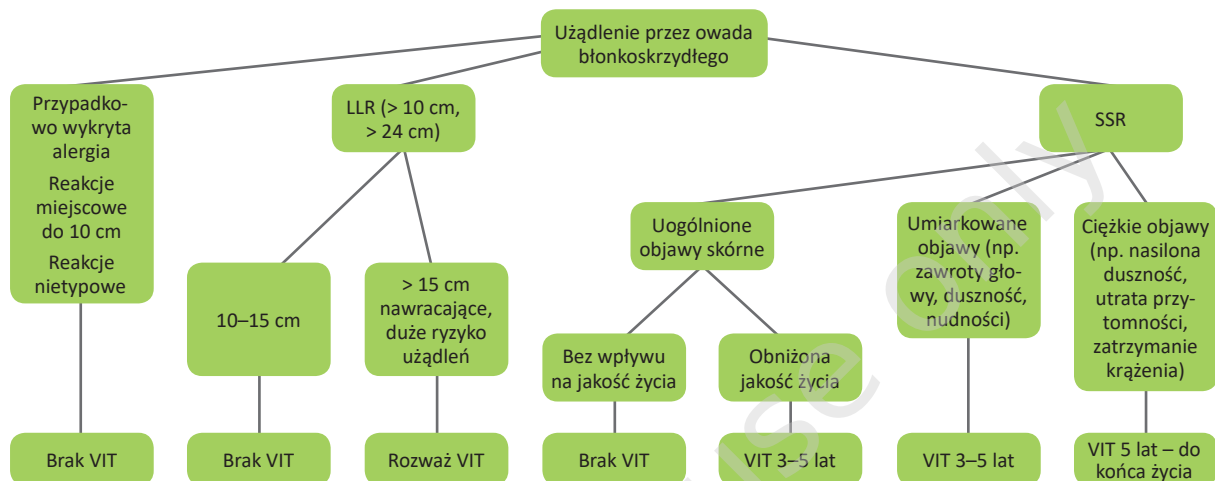 Użądlenie przez owada
błonkoskrzydłego
Przypadko-
wo wykryta
alergia
Reakcje
miejscowe
do 10 cm
Reakcje
nietypowe
LLR (> 10 cm,
> 24 cm)
SSR
10–15 cm
> 15 cm
nawracające,
duże ryzyko
użądleń
Uogólnione
objawy skórne
Umiarkowane
objawy (np.
zawroty gło-
wy, duszność,
nudności)
Ciężkie objawy
(np. nasilona
duszność,
utrata przy-
tomności,
zatrzymanie
krążenia)
Bez wpływu
na jakość życia
Obniżona
jakość życia
Brak VIT
Brak VIT
Rozważ VIT
Brak VIT
VIT 3–5 lat
VIT 3–5 lat
VIT 5 lat – do
końca życia
use only